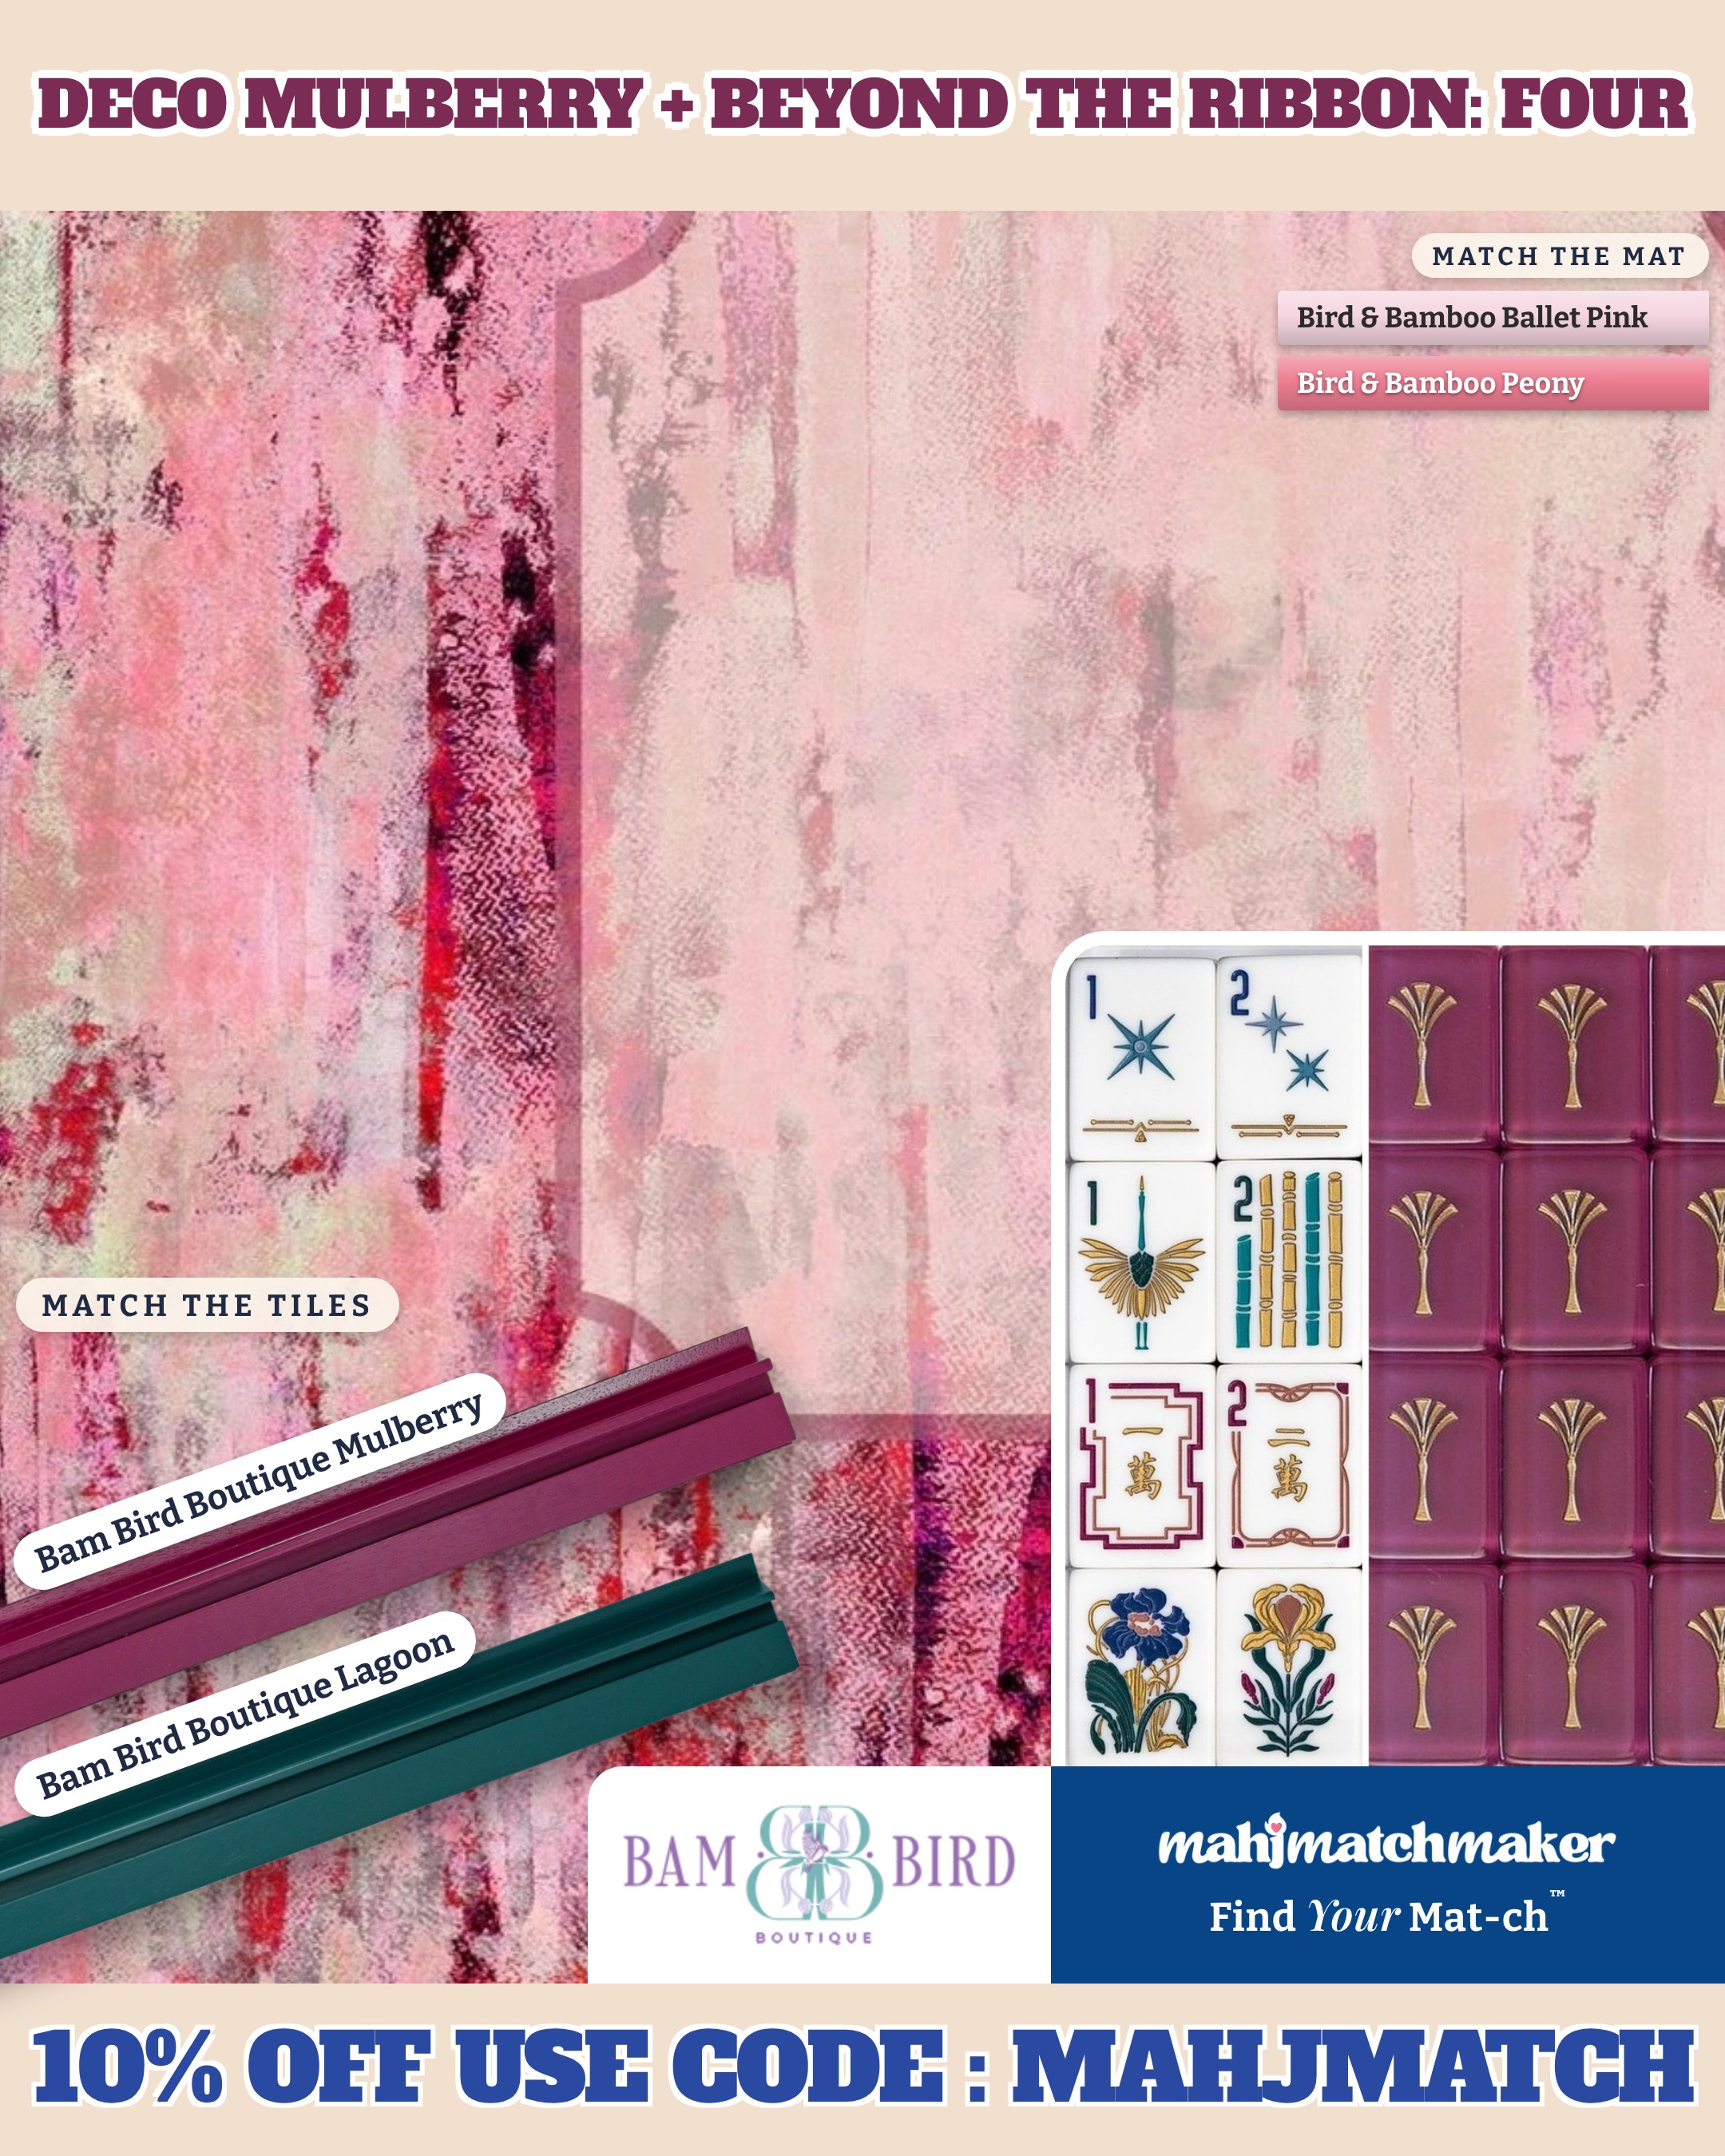 DECO MULBERRY + BEYOND THE RIBBON: FOUR
MATCH THE MAT
Bird & Bamboo Ballet Pink
Bird & Bamboo Peony
1 2
1 2
1 2
一 二
萬 萬
MATCH THE TILES
Bam Bird Boutique Mulberry
Bam Bird Boutique Lagoon
BAM BIRD
BOUTIQUE
mahjmatchmaker
Find Your Mat-ch™
10% OFF USE CODE : MAHJMATCH